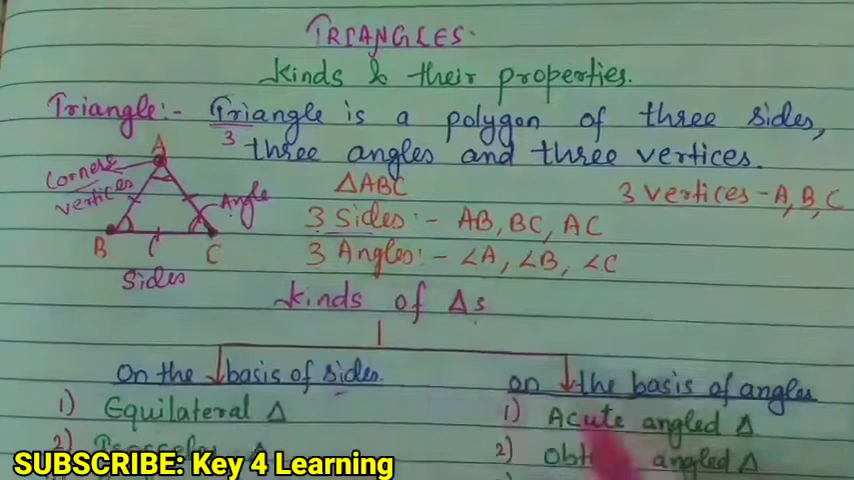 TRIANGLES.
Kinds & their properties.
Triangle:- Triangle is a polygon of three sides,
3
three angles and three vertices.
A
Corners
vertices
Angle
B
C
Sides
△ABC
3 vertices - A, B, C
3 Sides:- AB, BC, AC
3 Angles:- ∠A, ∠B, ∠C
Kinds of △s
On the basis of sides.
on the basis of angles
1) Equilateral △
1) Acute angled △
2)
2) angled △
SUBSCRIBE: Key 4 Learning